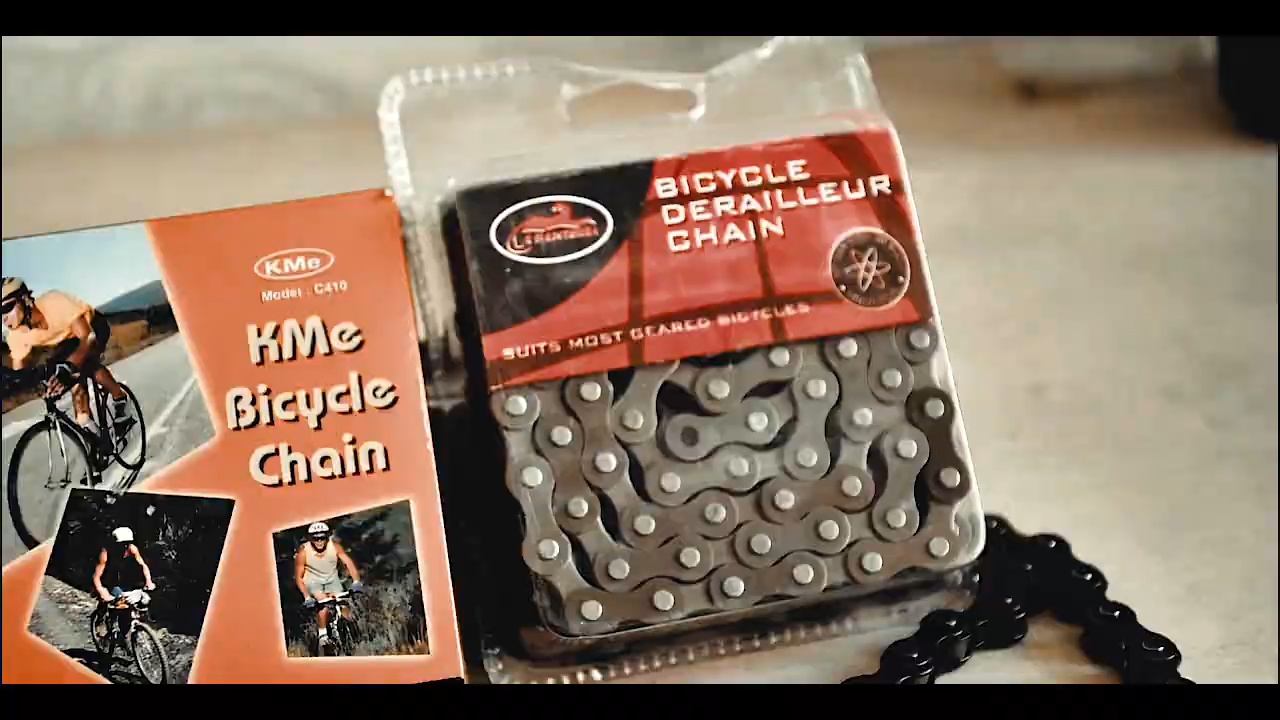 KMe
Model : C410
KMe
Bicycle
Chain
BICYCLE
DERAILLEUR
CHAIN
SUITS MOST GEARED BICYCLES